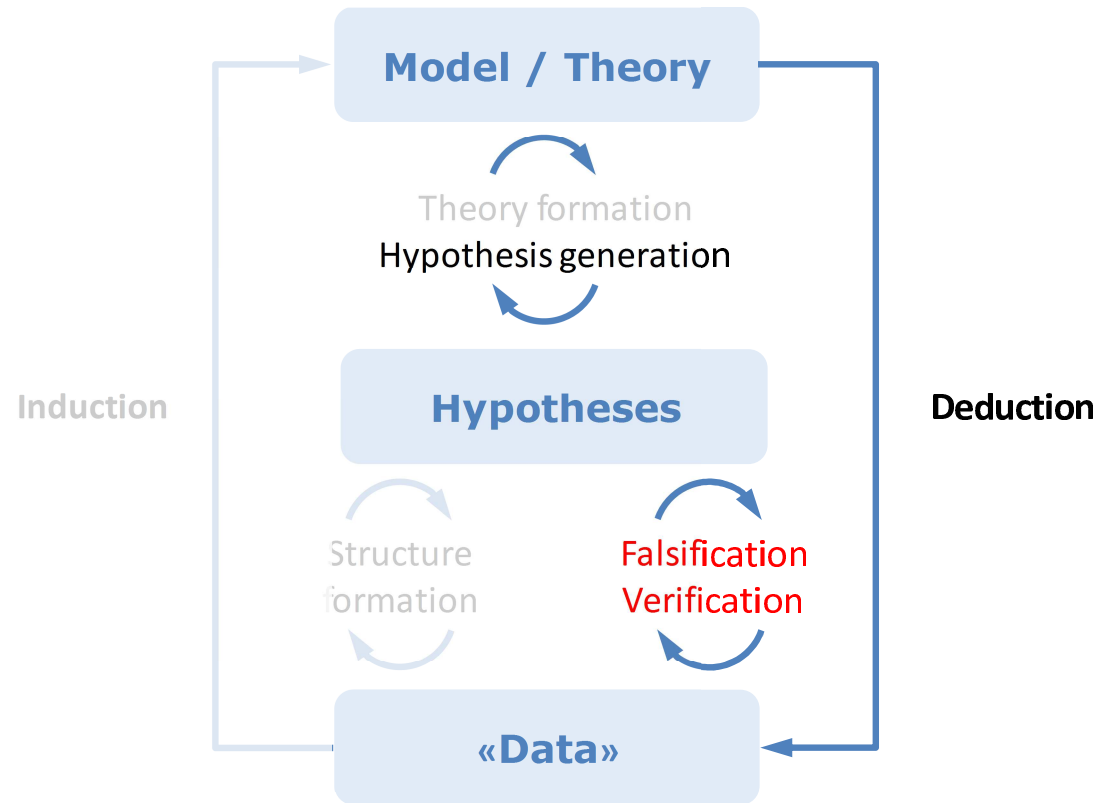 Model / Theory
Theory formation
Hypothesis generation
Induction
Hypotheses
Deduction
Structure
formation
Falsification
Verification
«Data»